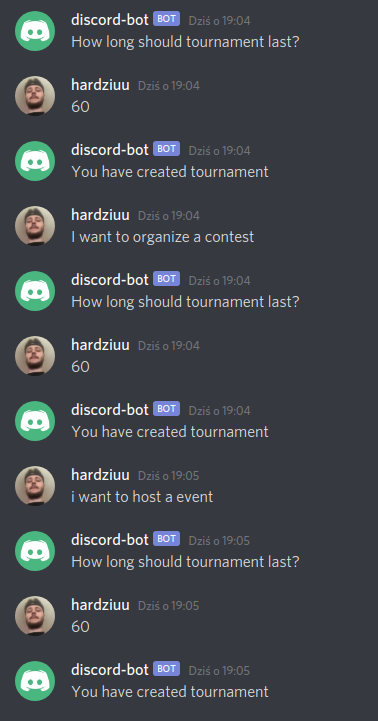 discord-bot BOT Dziś o 19:04
How long should tournament last?
hardziuu Dziś o 19:04
60
discord-bot BOT Dziś o 19:04
You have created tournament
hardziuu Dziś o 19:04
I want to organize a contest
discord-bot BOT Dziś o 19:04
How long should tournament last?
hardziuu Dziś o 19:04
60
discord-bot BOT Dziś o 19:04
You have created tournament
hardziuu Dziś o 19:05
i want to host a event
discord-bot BOT Dziś o 19:05
How long should tournament last?
hardziuu Dziś o 19:05
60
discord-bot BOT Dziś o 19:05
You have created tournament